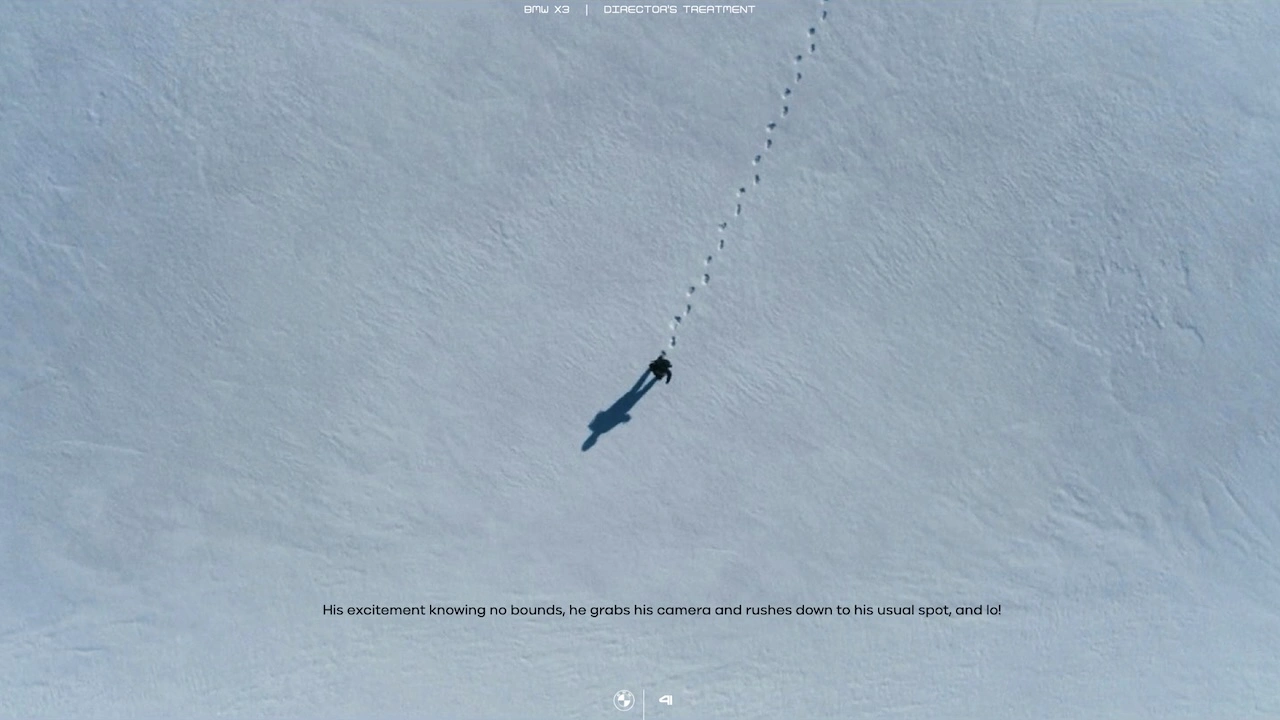 BMW X3 | DIRECTOR'S TREATMENT
His excitement knowing no bounds, he grabs his camera and rushes down to his usual spot, and lo!
41